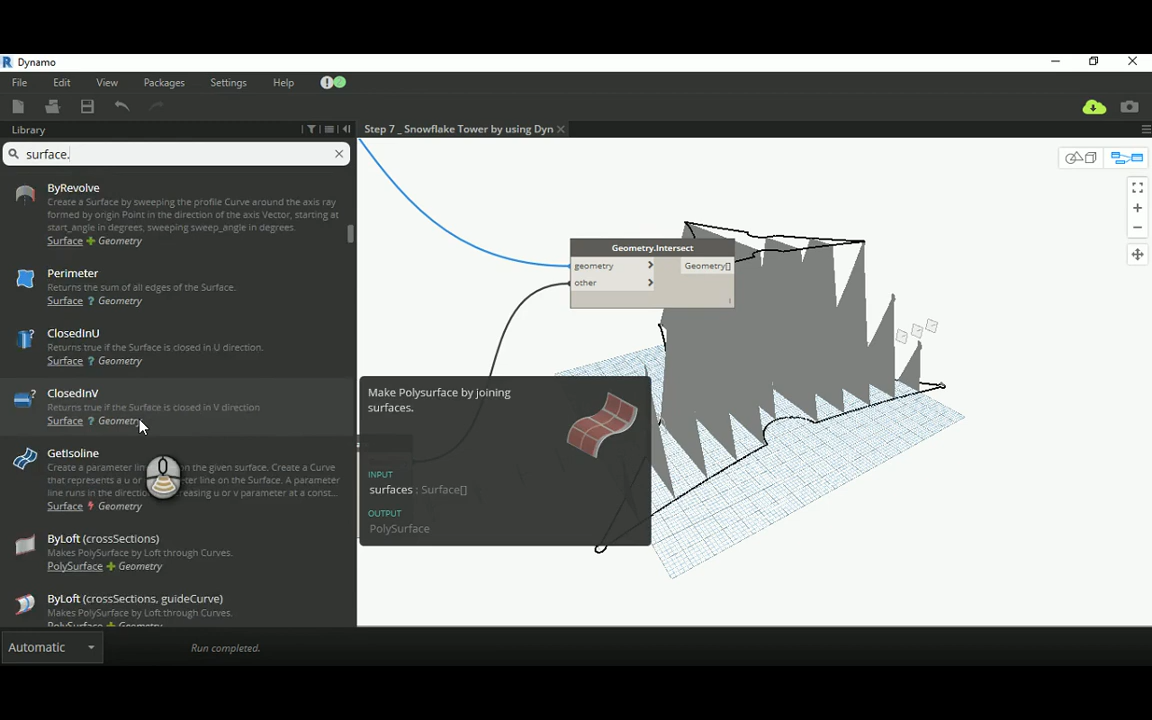 Dynamo
File Edit View Packages Settings Help
Library
Step 7 _ Snowflake Tower by using Dyn
surface.
ByRevolve
Create a Surface by sweeping the profile Curve around the axis ray
formed by origin Point in the direction of the axis Vector, starting at
start_angle in degrees, sweeping sweep_angle in degrees.
Surface Geometry
Perimeter
Returns the sum of all edges of the Surface.
Surface ? Geometry
ClosedInU
Returns true if the Surface is closed in U direction.
Surface ? Geometry
ClosedInV
Returns true if the Surface is closed in V direction
Surface ? Geometry
GetIsoline
Create a parameter line on the given surface. Create a Curve
that represents a u or parameter line on the Surface. A parameter
line runs in the direction increasing u or v parameter at a const...
Surface Geometry
ByLoft (crossSections)
Makes PolySurface by Loft through Curves.
PolySurface Geometry
ByLoft (crossSections, guideCurve)
Makes PolySurface by Loft through Curves.
PolySurface Geometry
Geometry.Intersect
geometry > Geometry[]
other >
Make Polysurface by joining
surfaces.
INPUT
surfaces : Surface[]
OUTPUT
PolySurface
Automatic Run completed.